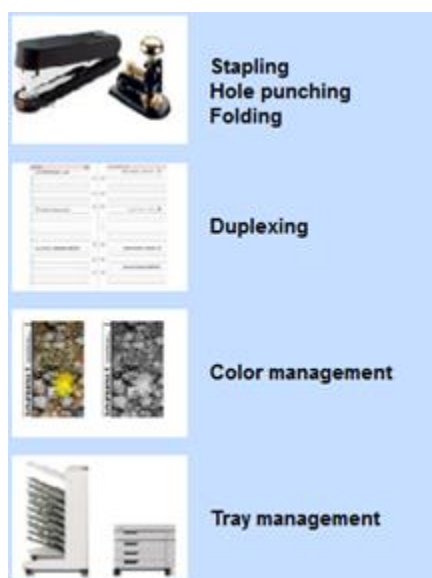 Stapling
Hole punching
Folding
Duplexing
Color management
Tray management